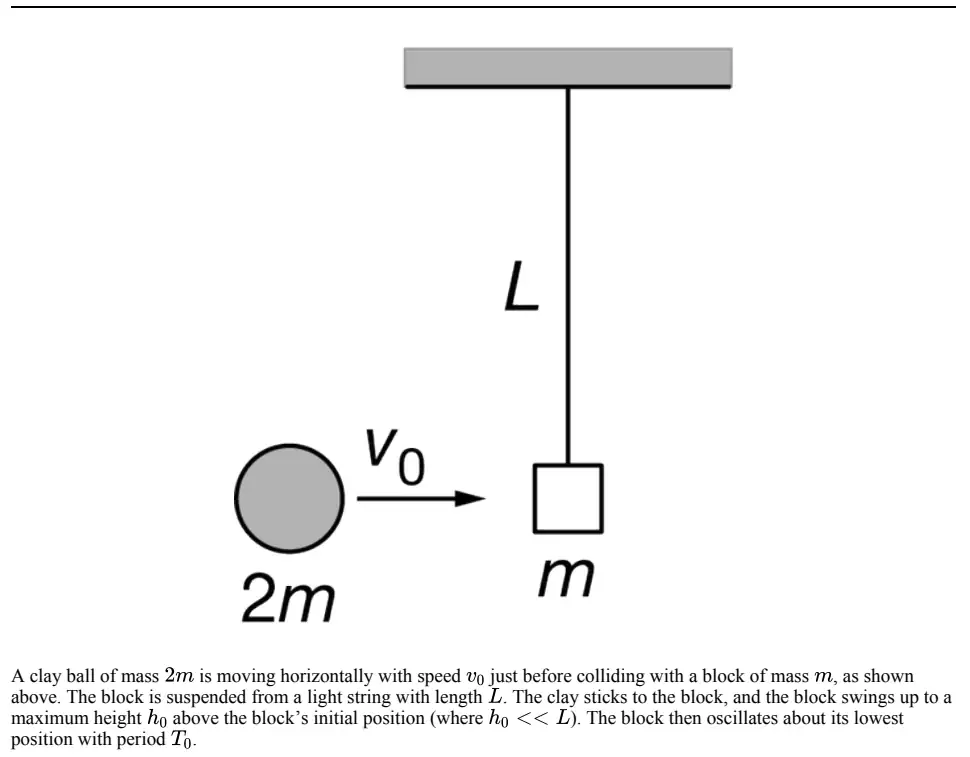 L
v₀
2m
m
A clay ball of mass 2m is moving horizontally with speed v₀ just before colliding with a block of mass m, as shown
above. The block is suspended from a light string with length L. The clay sticks to the block, and the block swings up to a
maximum height h₀ above the block’s initial position (where h₀ << L). The block then oscillates about its lowest
position with period T₀.